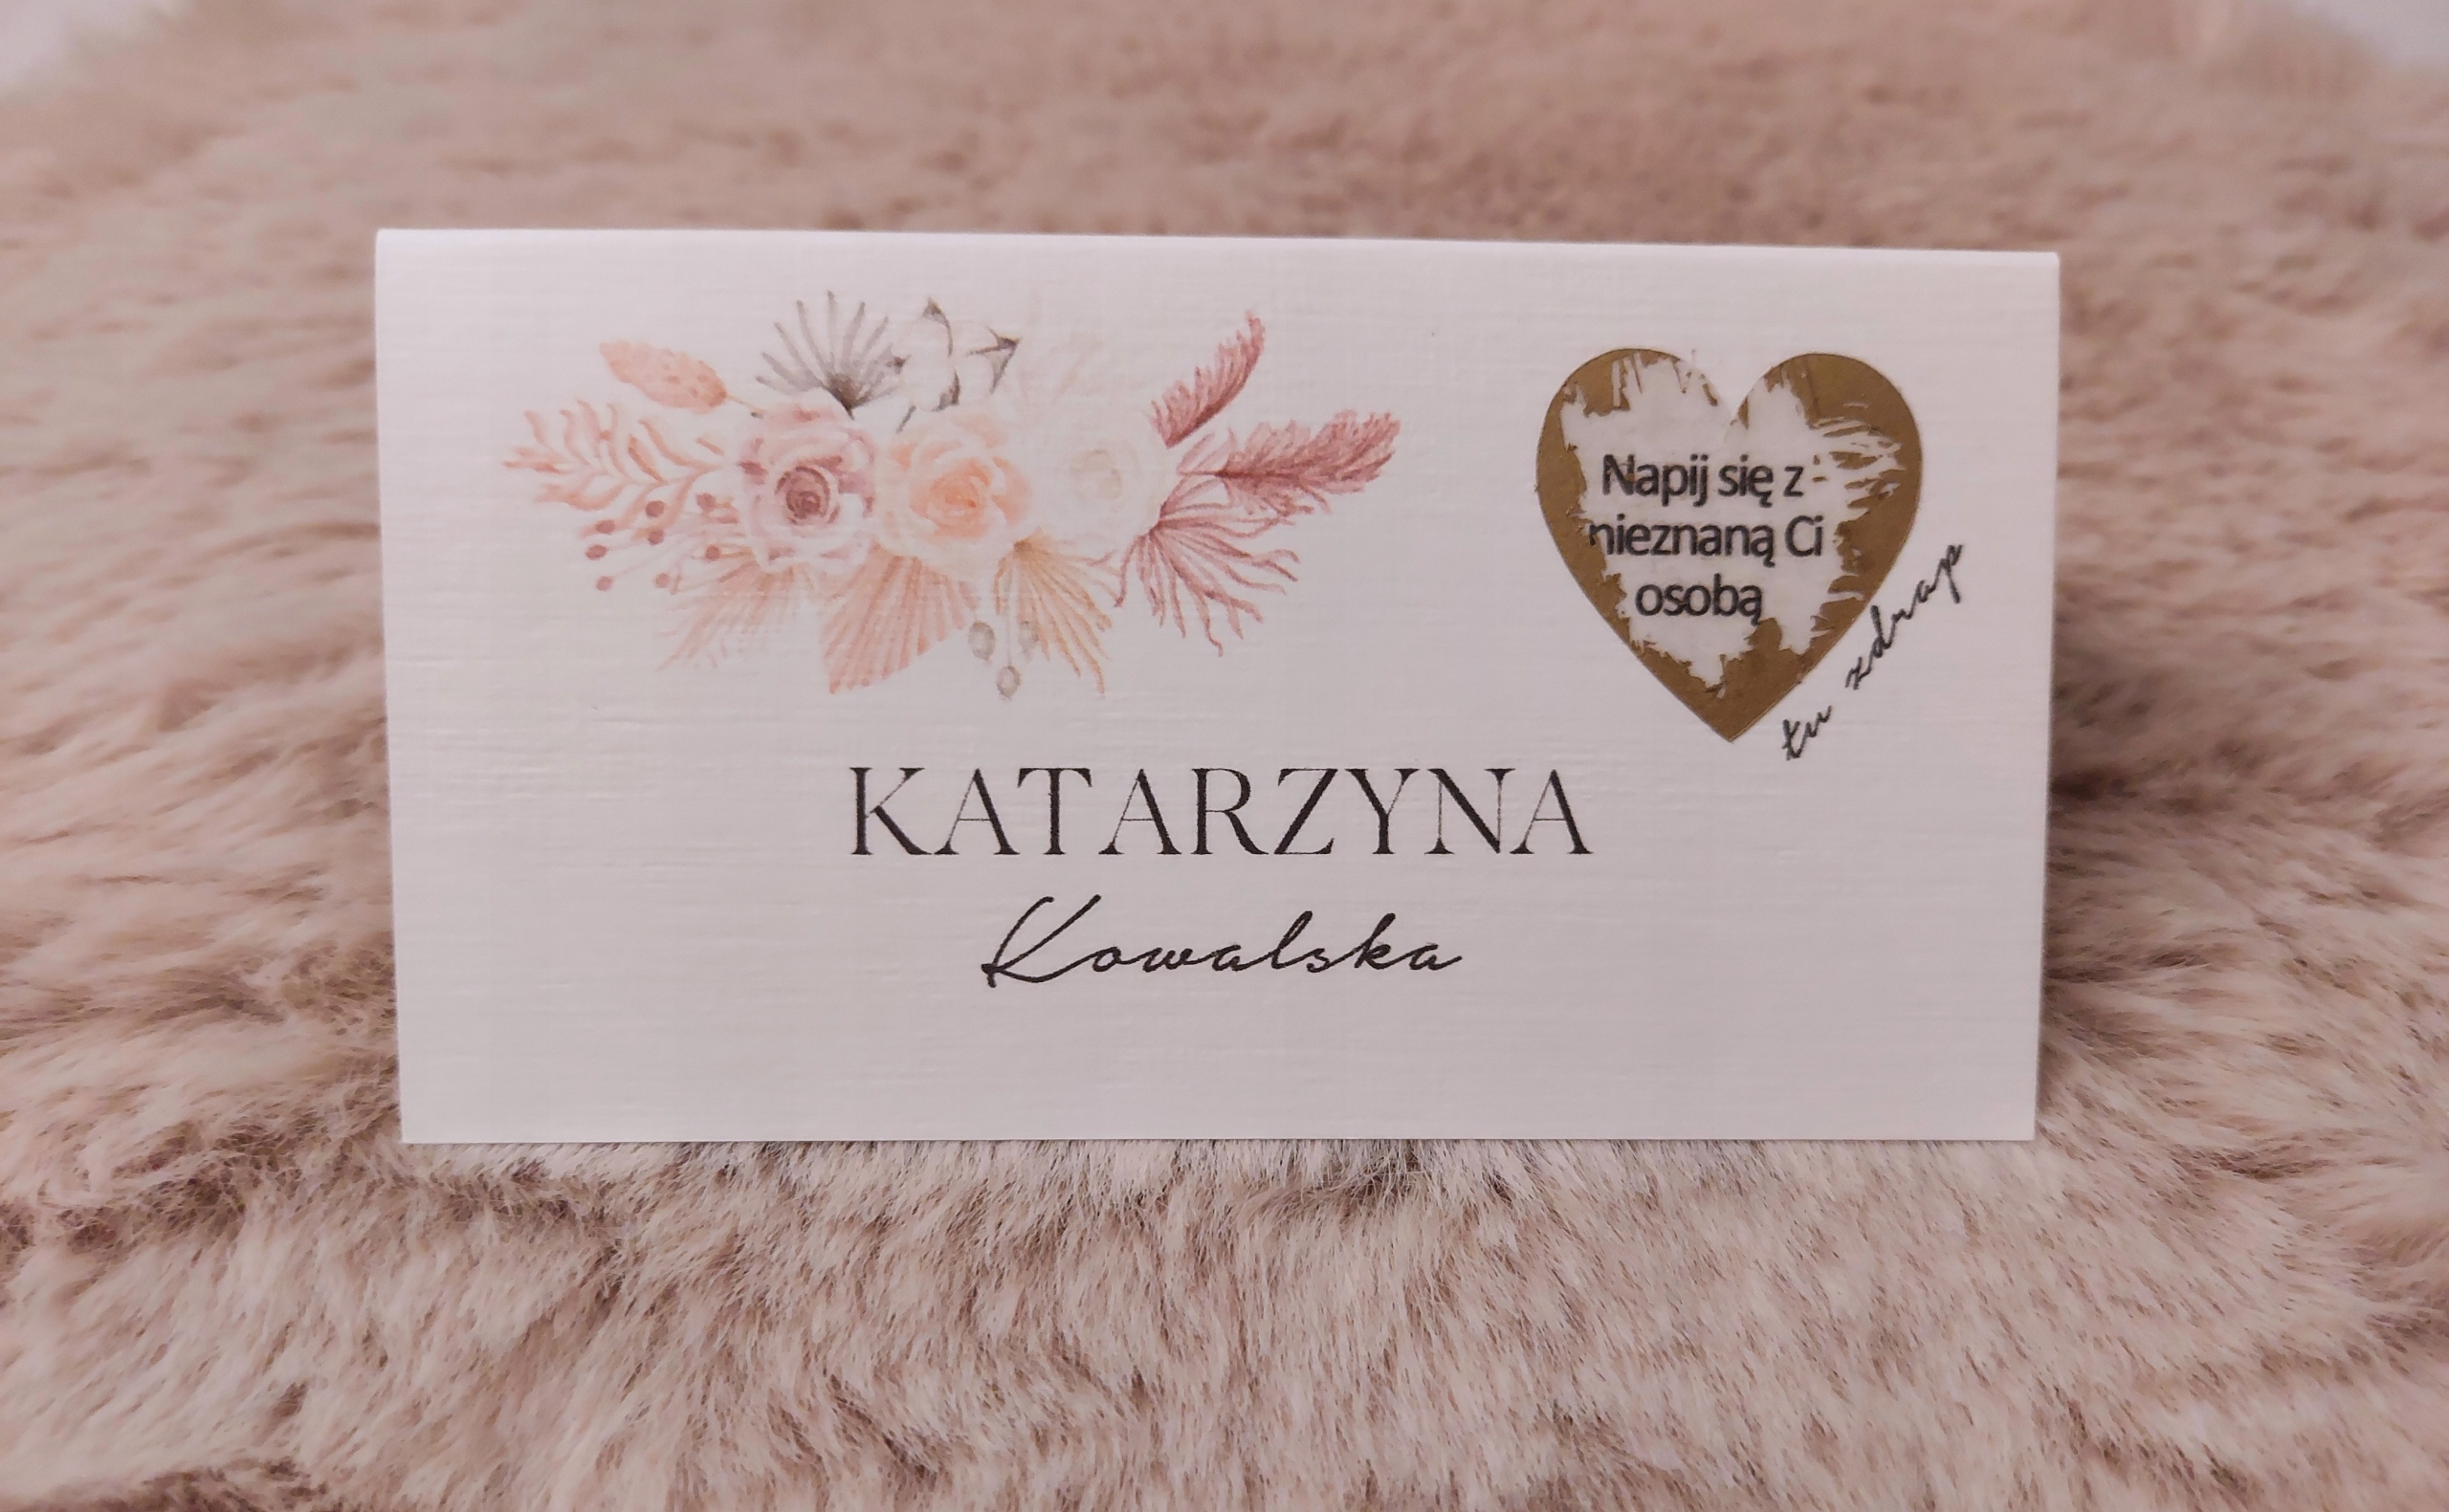 Napij się z
nieznaną Ci
osobą
tu zdrap
KATARZYNA
Kowalska